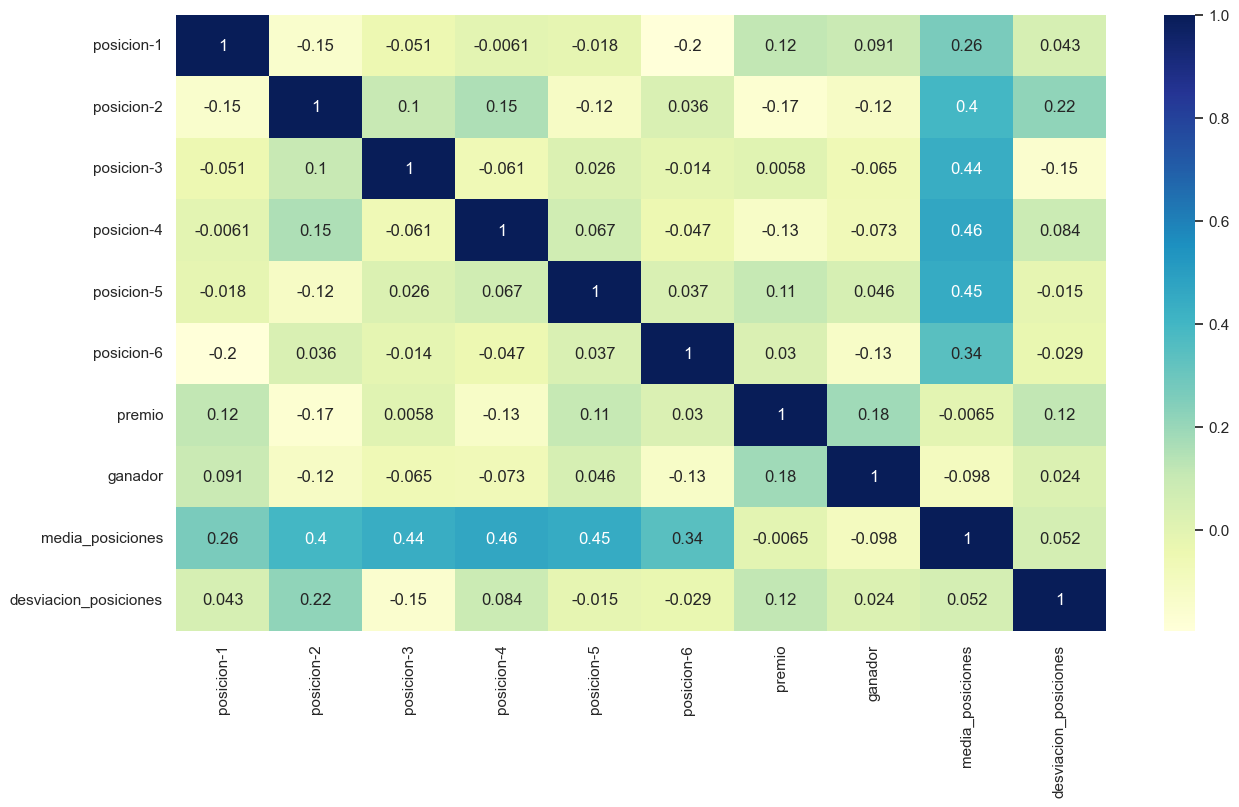 posicion-1 1 -0.15 -0.051 -0.0061 -0.018 -0.2 0.12 0.091 0.26 0.043
posicion-2 -0.15 1 0.1 0.15 -0.12 0.036 -0.17 -0.12 0.4 0.22
posicion-3 -0.051 0.1 1 -0.061 0.026 -0.014 0.0058 -0.065 0.44 -0.15
posicion-4 -0.0061 0.15 -0.061 1 0.067 -0.047 -0.13 -0.073 0.46 0.084
posicion-5 -0.018 -0.12 0.026 0.067 1 0.037 0.11 0.046 0.45 -0.015
posicion-6 -0.2 0.036 -0.014 -0.047 0.037 1 0.03 -0.13 0.34 -0.029
premio 0.12 -0.17 0.0058 -0.13 0.11 0.03 1 0.18 -0.0065 0.12
ganador 0.091 -0.12 -0.065 -0.073 0.046 -0.13 0.18 1 -0.098 0.024
media_posiciones 0.26 0.4 0.44 0.46 0.45 0.34 -0.0065 -0.098 1 0.052
desviacion_posiciones 0.043 0.22 -0.15 0.084 -0.015 -0.029 0.12 0.024 0.052 1
posicion-1
posicion-2
posicion-3
posicion-4
posicion-5
posicion-6
premio
ganador
media_posiciones
desviacion_posiciones
1.0
0.8
0.6
0.4
0.2
0.0